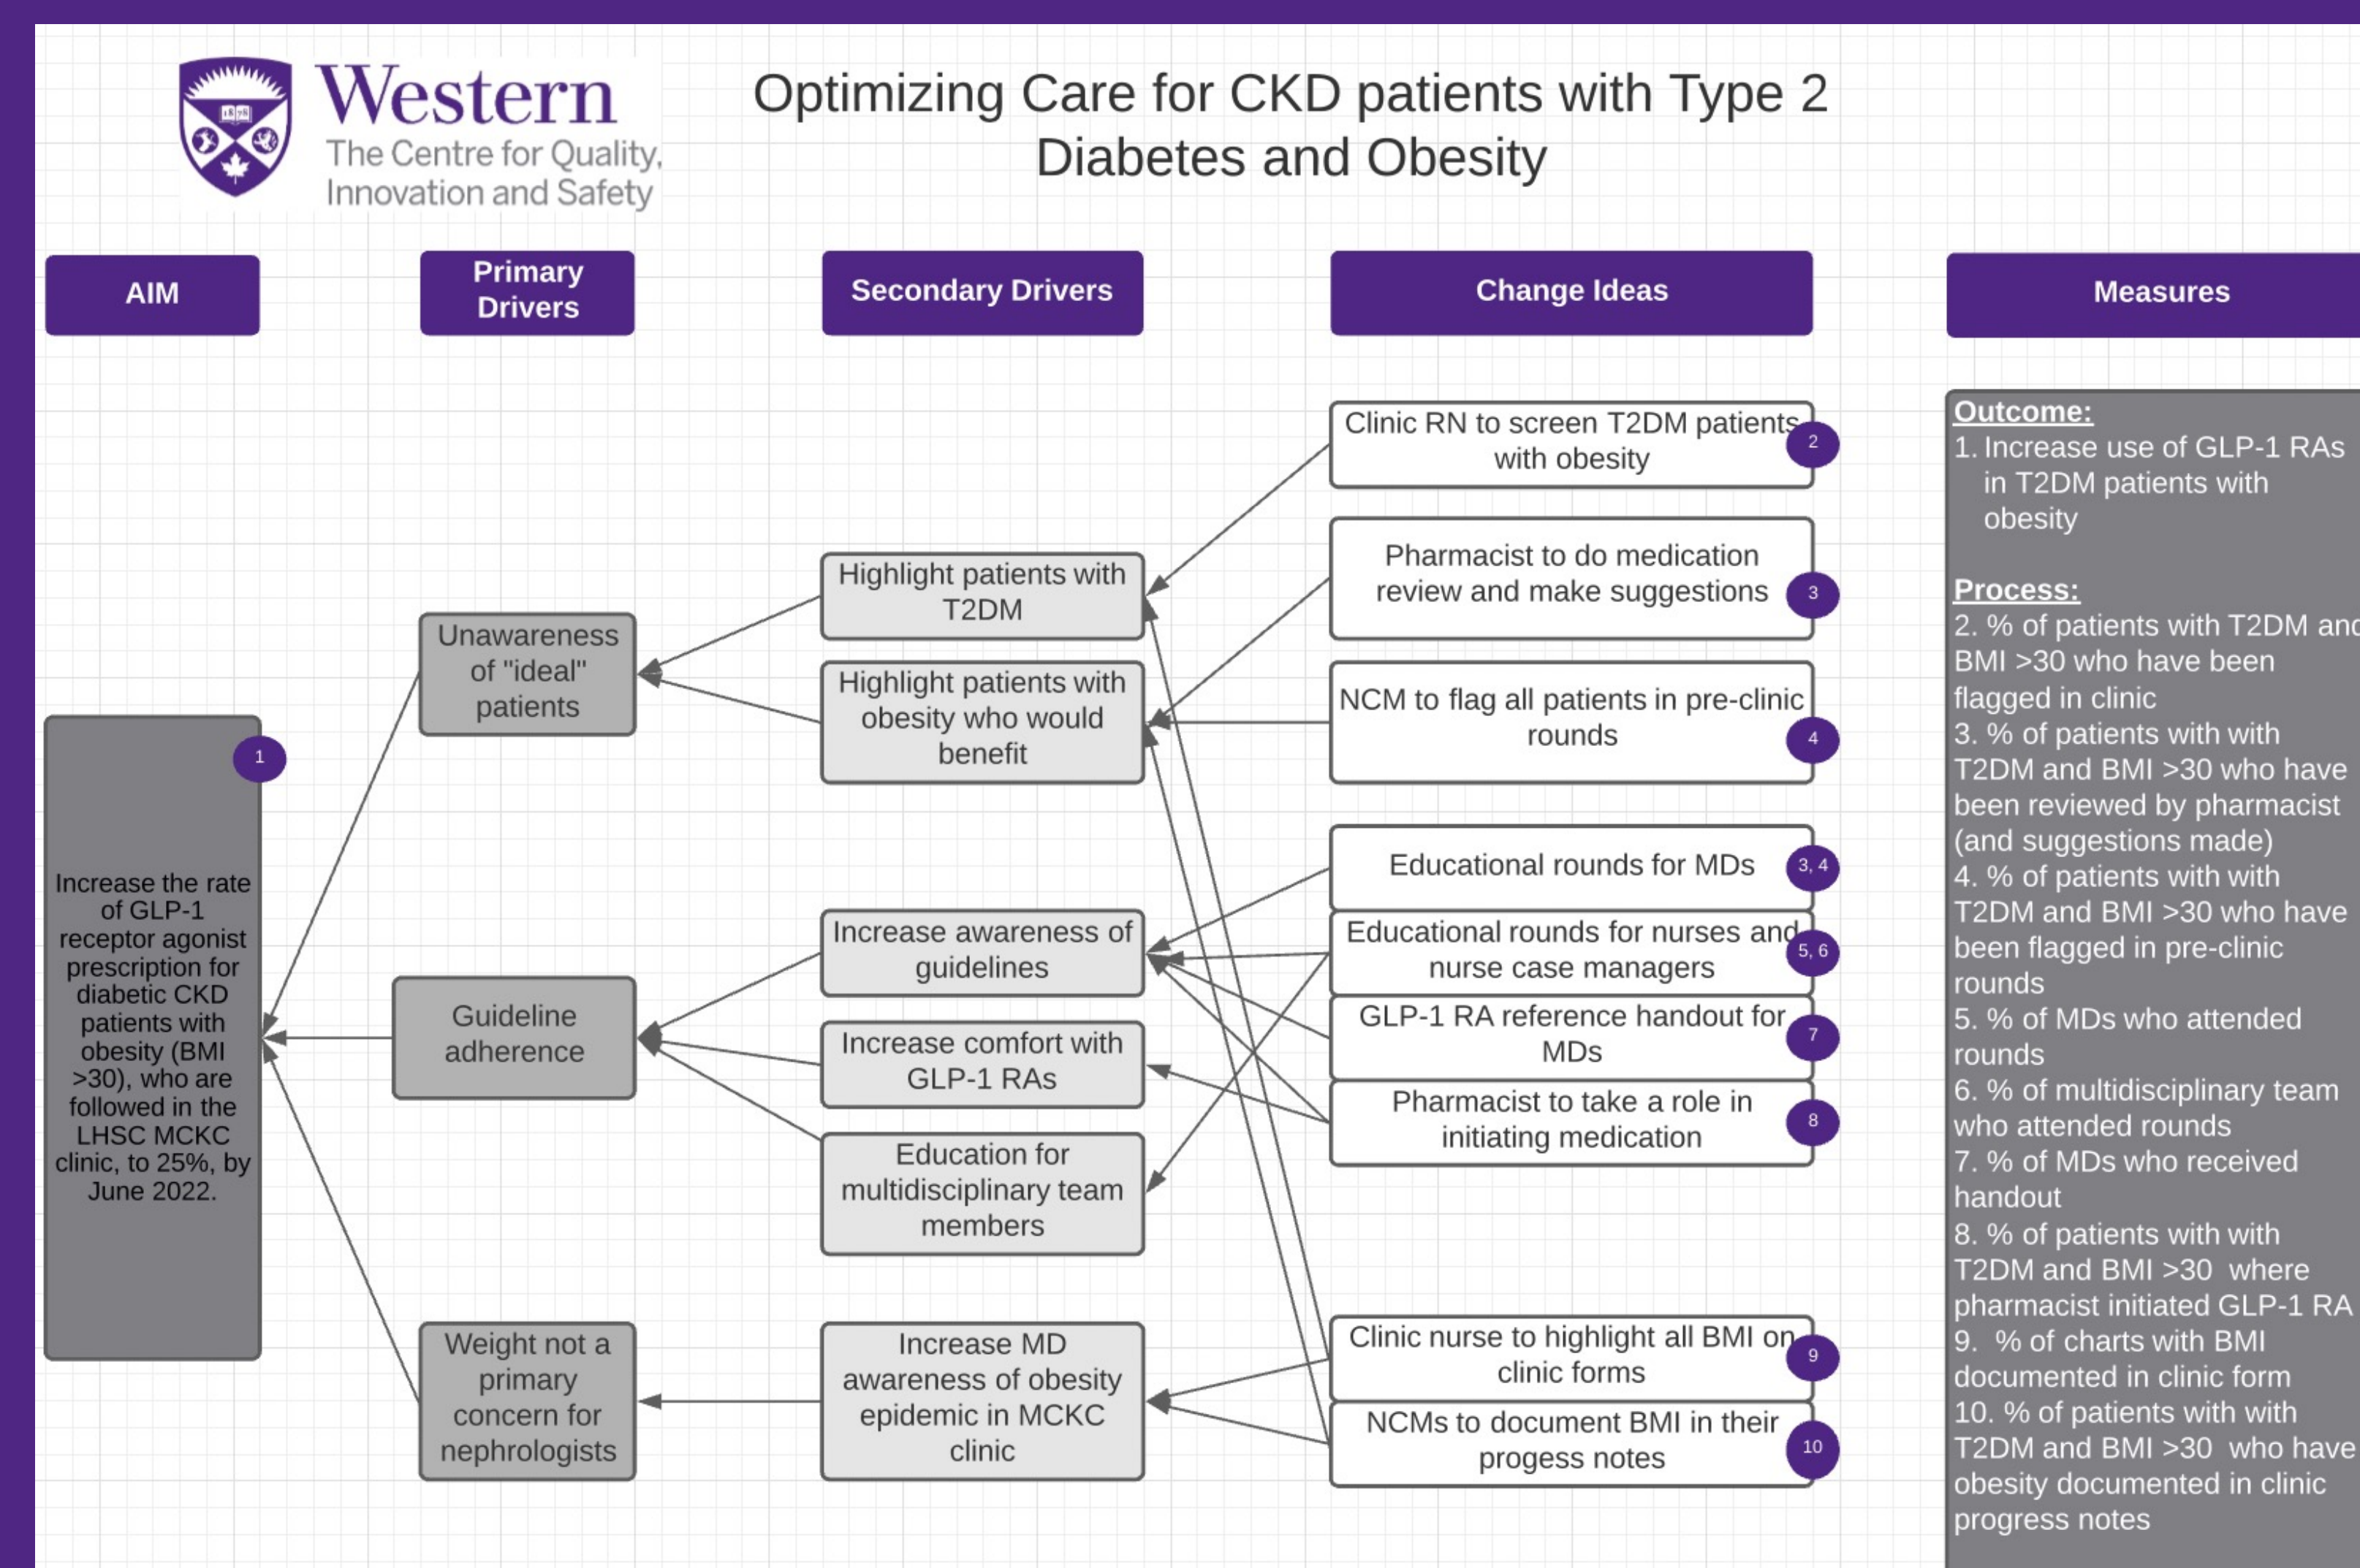 1878
Western
The Centre for Quality,
Innovation and Safety
Optimizing Care for CKD patients with Type 2
Diabetes and Obesity
AIM
Primary
Drivers
Secondary Drivers
Change Ideas
Measures
1
Increase the rate
of GLP-1
receptor agonist
prescription for
diabetic CKD
patients with
obesity (BMI
>30), who are
followed in the
LHSC MCKC
clinic, to 25%, by
June 2022.
Unawareness
of "ideal"
patients
Guideline
adherence
Weight not a
primary
concern for
nephrologists
Highlight patients with
T2DM
Highlight patients with
obesity who would
benefit
Increase awareness of
guidelines
Increase comfort with
GLP-1 RAs
Education for
multidisciplinary team
members
Increase MD
awareness of obesity
epidemic in MCKC
clinic
Clinic RN to screen T2DM patients
with obesity
2
Pharmacist to do medication
review and make suggestions
3
NCM to flag all patients in pre-clinic
rounds
4
Educational rounds for MDs
3, 4
Educational rounds for nurses and
nurse case managers
5, 6
GLP-1 RA reference handout for
MDs
7
Pharmacist to take a role in
initiating medication
8
Clinic nurse to highlight all BMI on
clinic forms
9
NCMs to document BMI in their
progess notes
10
Outcome:
1. Increase use of GLP-1 RAs
in T2DM patients with
obesity
Process:
2. % of patients with T2DM and
BMI >30 who have been
flagged in clinic
3. % of patients with with
T2DM and BMI >30 who have
been reviewed by pharmacist
(and suggestions made)
4. % of patients with with
T2DM and BMI >30 who have
been flagged in pre-clinic
rounds
5. % of MDs who attended
rounds
6. % of multidisciplinary team
who attended rounds
7. % of MDs who received
handout
8. % of patients with with
T2DM and BMI >30 where
pharmacist initiated GLP-1 RA
9. % of charts with BMI
documented in clinic form
10. % of patients with with
T2DM and BMI >30 who have
obesity documented in clinic
progress notes